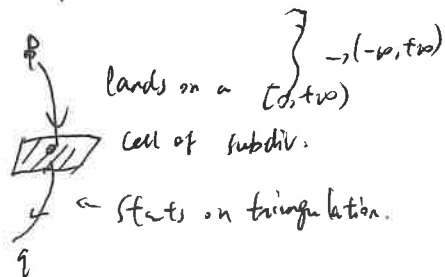 p
→ (-∞, +∞)
lands on a [0, +∞)
cell of subdiv.
← starts on triangulation.
q